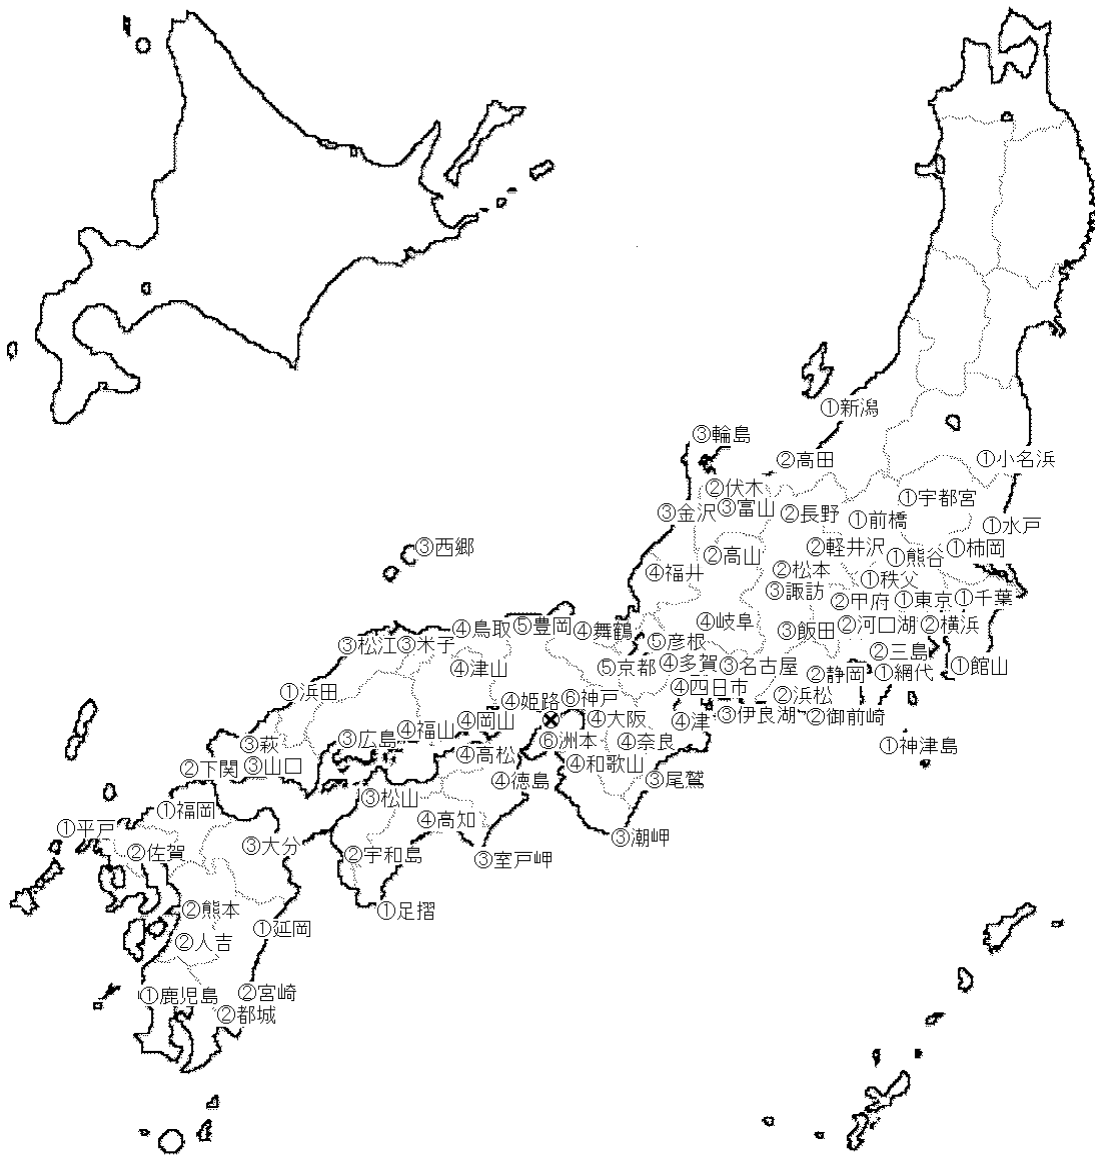 ①新潟
③輪島
②高田
①小名浜
②伏木
①宇都宮
③富山
③金沢
②長野
①前橋
①水戸
③西郷
②軽井沢
①柿岡
②高山
①熊谷
④福井
②松本
①秩父
③諏訪
②甲府
①東京
①千葉
④岐阜
②河口湖
②横浜
④鳥取
⑤豊岡
④舞鶴
③飯田
③松江
③米子
⑤彦根
②三島
④津山
⑤京都
④多賀
③名古屋
①館山
②静岡
①網代
④四日市
①浜田
④姫路
⑥神戸
②浜松
③伊良湖
②御前崎
④岡山
④大阪
④津
④福山
③広島
⑥洲本
④奈良
③萩
①神津島
④高松
④和歌山
②下関
③山口
④徳島
③尾鷲
③松山
①福岡
④高知
①平戸
③潮岬
③大分
②佐賀
②宇和島
③室戸岬
②熊本
①足摺
①延岡
②人吉
①鹿児島
②宮崎
②都城